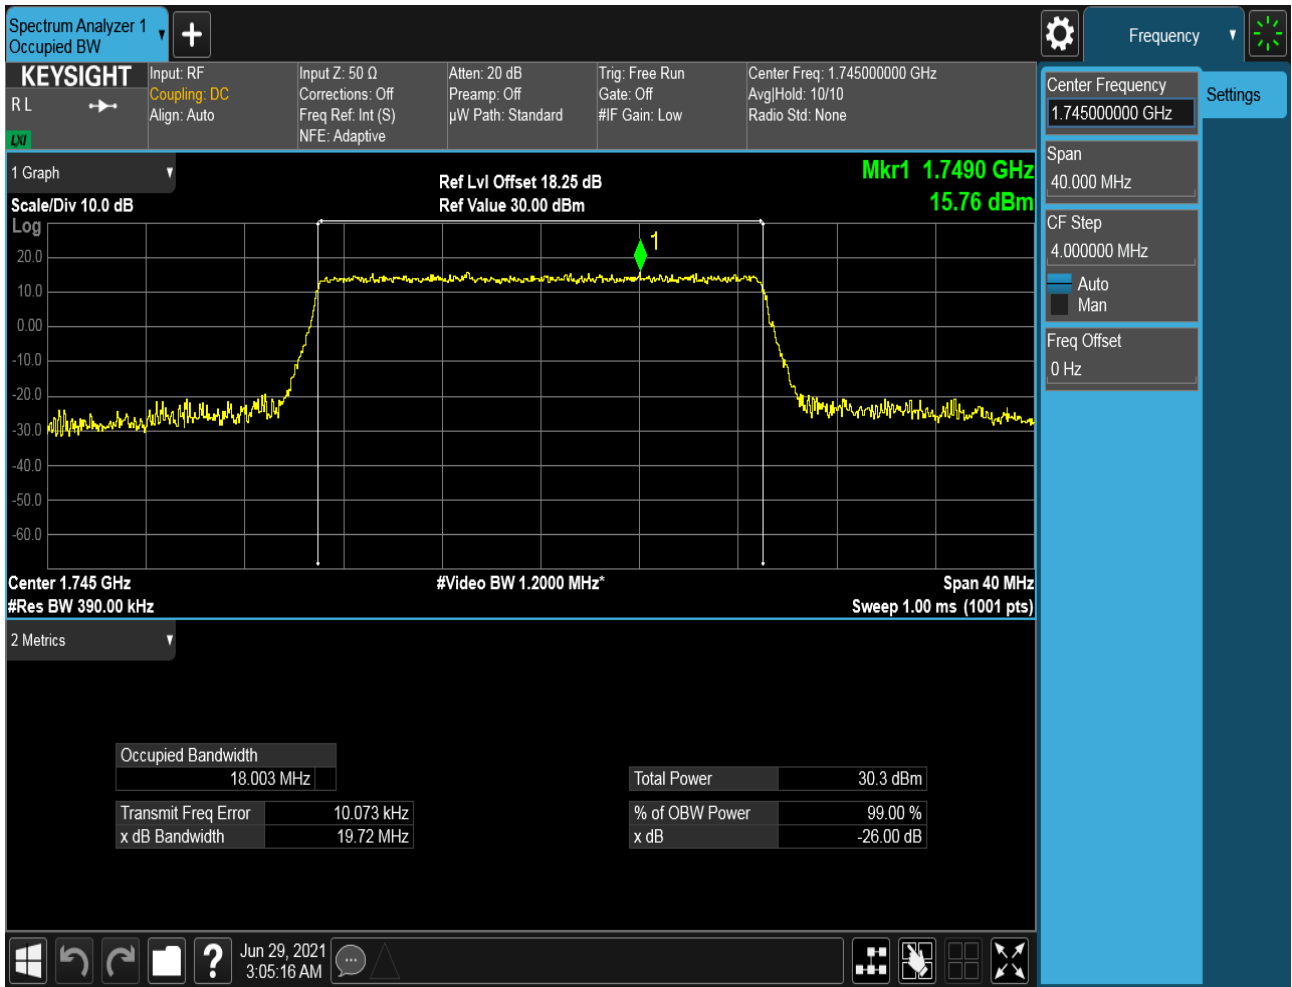 Spectrum Analyzer 1
Occupied BW
Frequency
KEYSIGHT
R L
LXI
Input: RF
Coupling: DC
Align: Auto
Input Z: 50 Ω
Corrections: Off
Freq Ref: Int (S)
NFE: Adaptive
Atten: 20 dB
Preamp: Off
µW Path: Standard
Trig: Free Run
Gate: Off
#IF Gain: Low
Center Freq: 1.745000000 GHz
Avg|Hold: 10/10
Radio Std: None
Center Frequency
1.745000000 GHz
Settings
Span
40.000 MHz
CF Step
4.000000 MHz
Auto
Man
Freq Offset
0 Hz
1 Graph
Scale/Div 10.0 dB
Ref Lvl Offset 18.25 dB
Ref Value 30.00 dBm
Mkr1 1.7490 GHz
15.76 dBm
Log
1
20.0
10.0
0.00
-10.0
-20.0
-30.0
-40.0
-50.0
-60.0
Center 1.745 GHz
#Res BW 390.00 kHz
#Video BW 1.2000 MHz*
Span 40 MHz
Sweep 1.00 ms (1001 pts)
2 Metrics
Occupied Bandwidth
18.003 MHz
Transmit Freq Error 10.073 kHz
x dB Bandwidth 19.72 MHz
Total Power 30.3 dBm
% of OBW Power 99.00 %
x dB -26.00 dB
?
Jun 29, 2021
3:05:16 AM